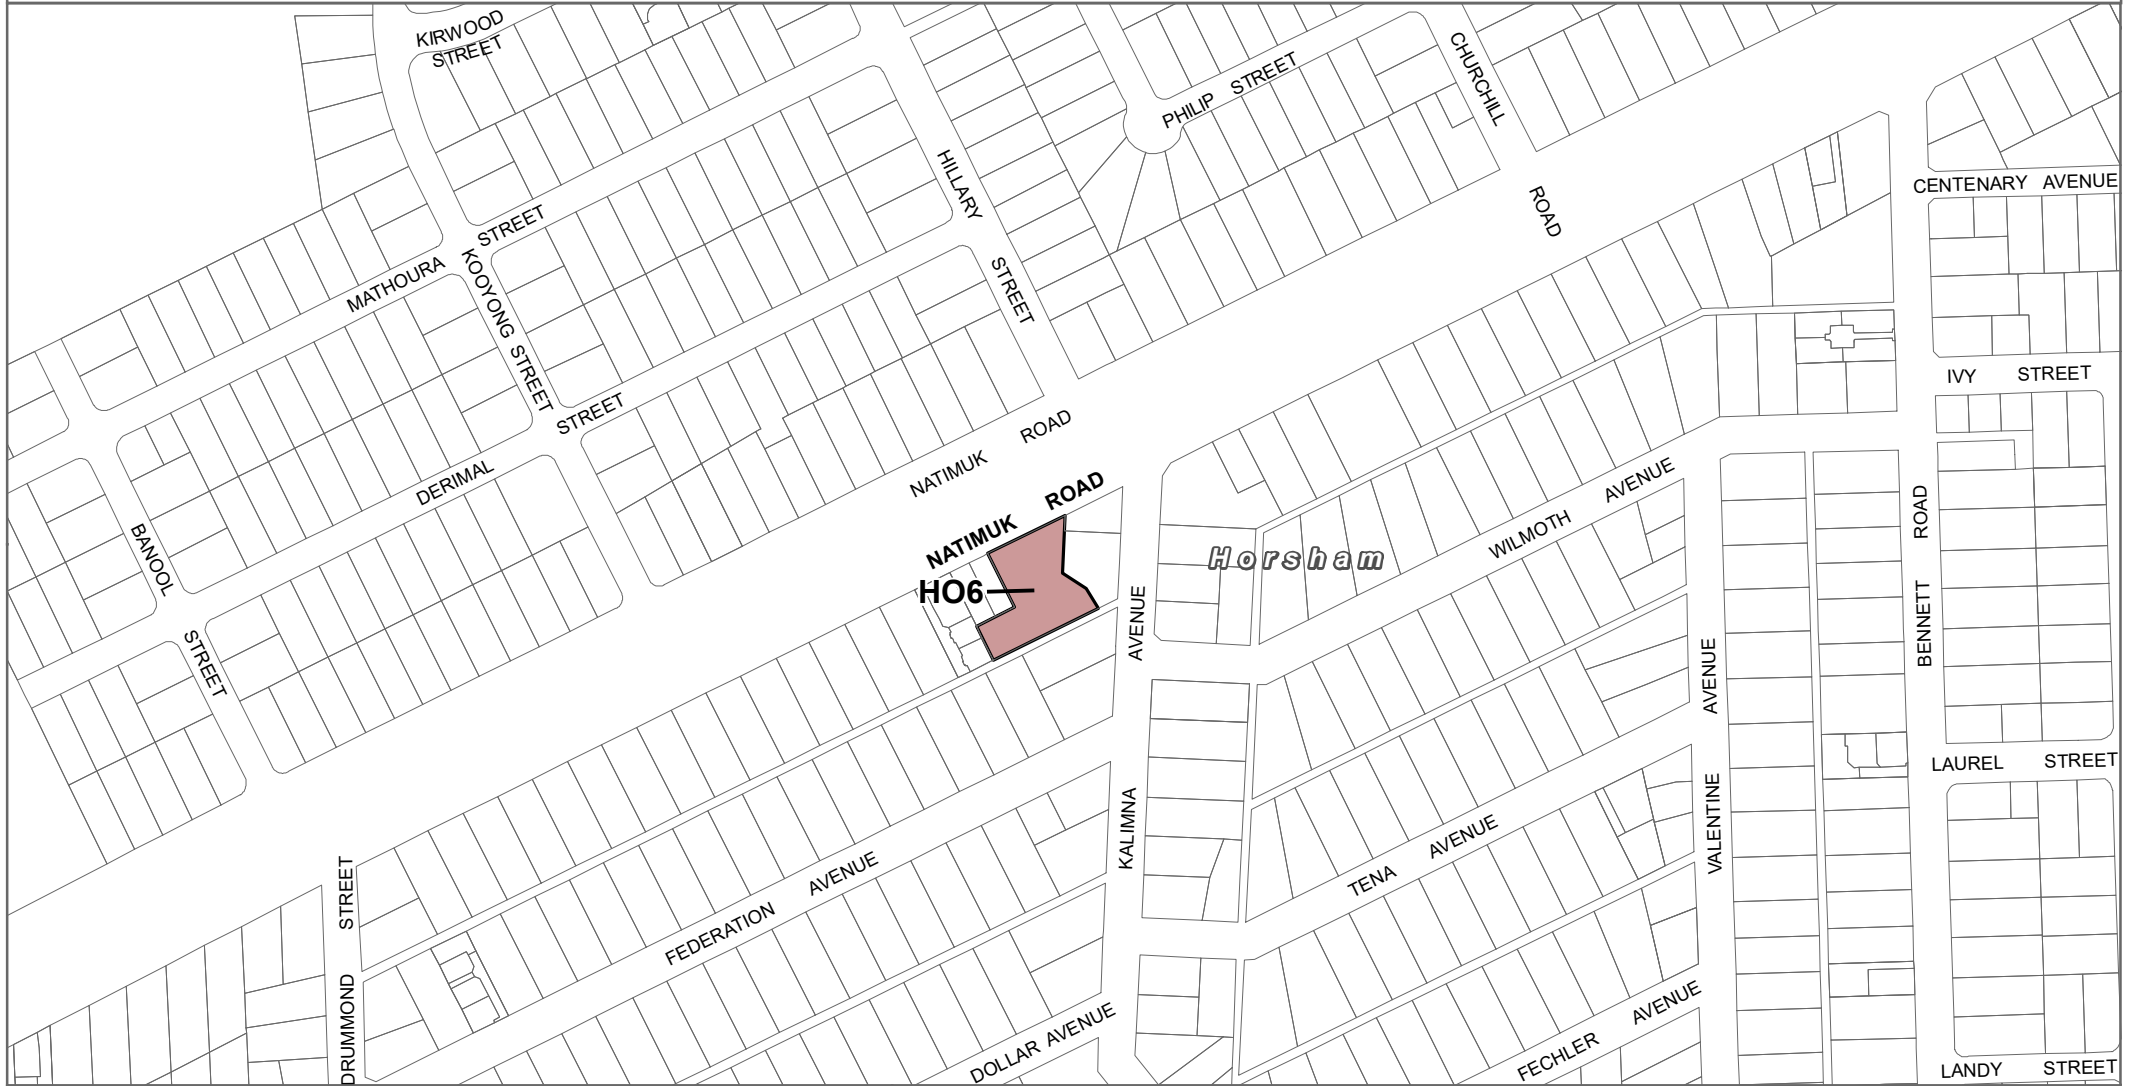 KIRWOOD
STREET
CHURCHILL
ROAD
PHILIP STREET
HILLARY
STREET
CENTENARY AVENUE
MATHOURA
STREET
KOOYONG STREET
IVY STREET
DERIMAL
STREET
NATIMUK ROAD
NATIMUK ROAD
HO6
Horsham
WILMOTH AVENUE
BANOOL
STREET
AVENUE
KALIMNA
AVENUE
VALENTINE
ROAD
BENNETT
LAUREL STREET
TENA AVENUE
FEDERATION AVENUE
STREET
DRUMMOND
DOLLAR AVENUE
FECHLER AVENUE
LANDY STREET